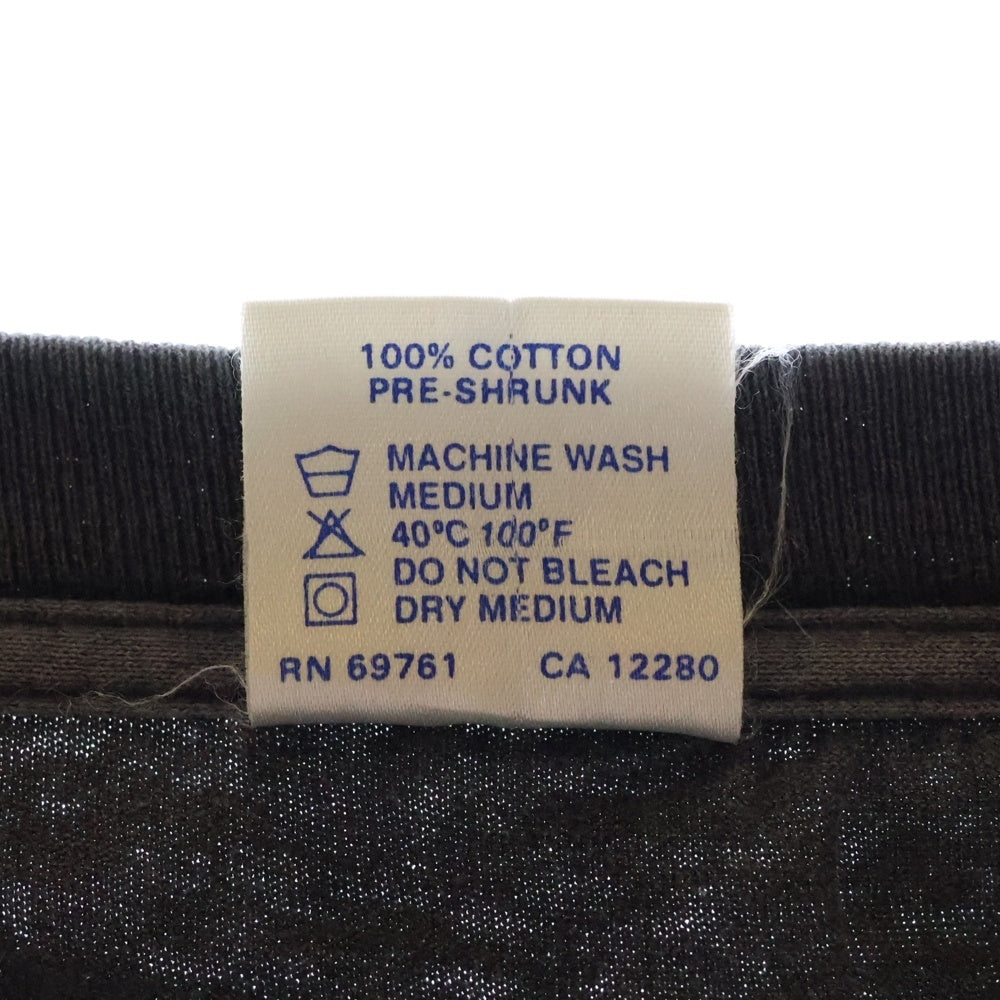 100% COTTON
PRE-SHRUNK
MACHINE WASH
MEDIUM
40°C 100°F
DO NOT BLEACH
DRY MEDIUM
RN 69761 CA 12280